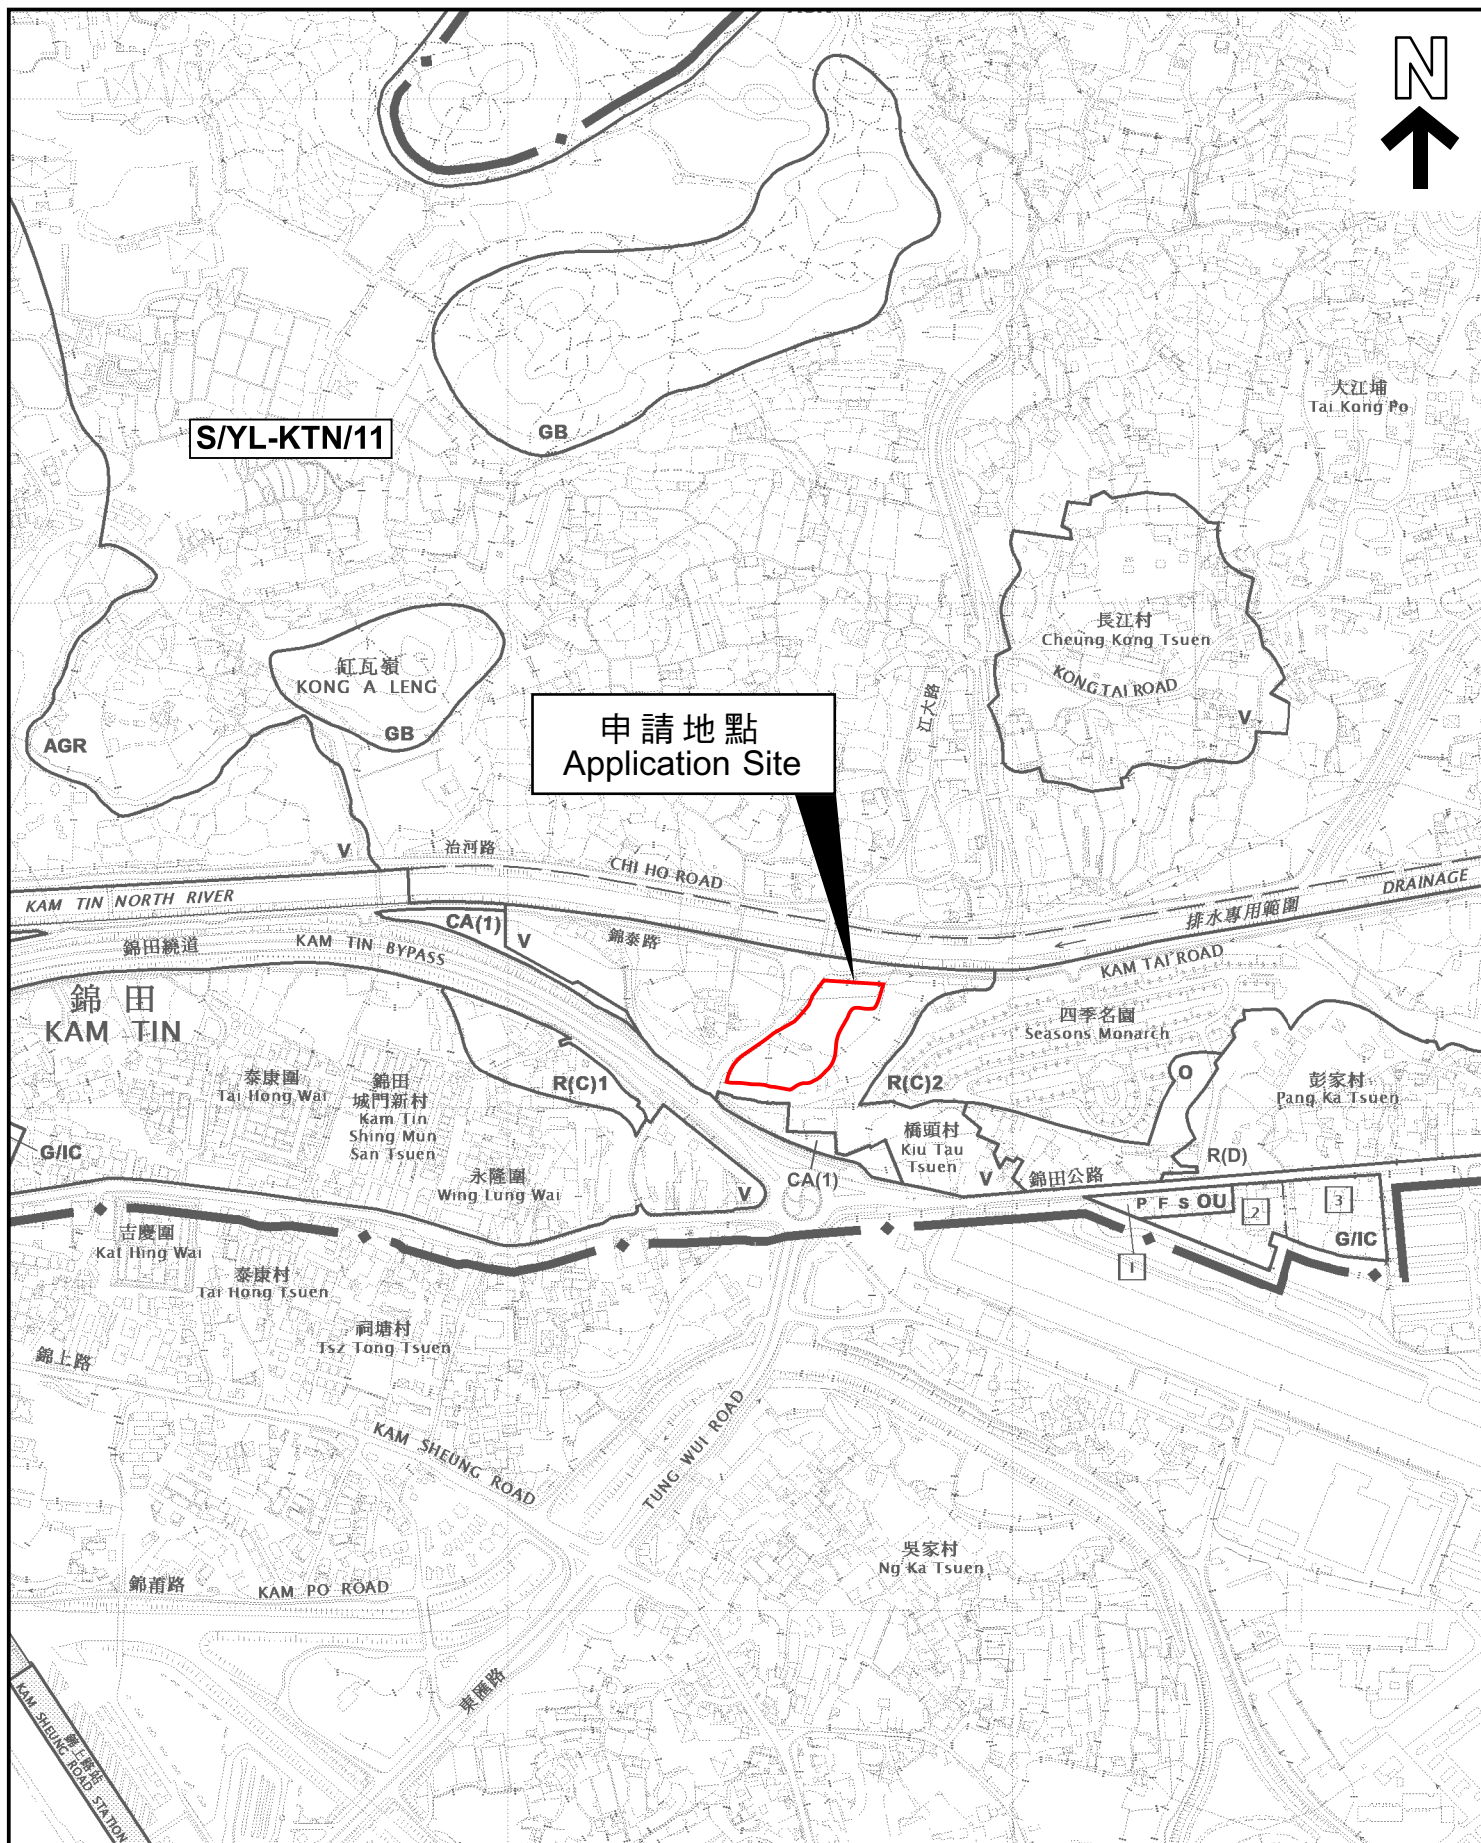 N
大江埔
Tai Kong Po
S/YL-KTN/11
GB
長江村
Cheung Kong Tsuen
KONG TAI ROAD
V
缸瓦嶺
KONG A LENG
GB
AGR
申請地點
Application Site
江大路
V
治河路
CHI HO ROAD
KAM TIN NORTH RIVER
DRAINAGE
排水專用範圍
CA(1)
V
錦泰路
錦田繞道
KAM TIN BYPASS
KAM TAI ROAD
錦田
KAM TIN
四季名園
Seasons Monarch
R(C)1
R(C)2
O
彭家村
Pang Ka Tsuen
泰康圍
Tai Hong Wai
錦田
城門新村
Kam Tin
Shing Mun
San Tsuen
橋頭村
Kiu Tau
Tsuen
G/IC
R(D)
永隆圍
Wing Lung Wai
V
CA(1)
V
錦田公路
P F S OU
2
3
G/IC
1
吉慶圍
Kat Hing Wai
泰康村
Tai Hong Tsuen
祠塘村
Tsz Tong Tsuen
錦上路
KAM SHEUNG ROAD
TUNG WUI ROAD
吳家村
Ng Ka Tsuen
錦莆路
KAM PO ROAD
東匯路
錦上路站
KAM SHEUNG ROAD STATION